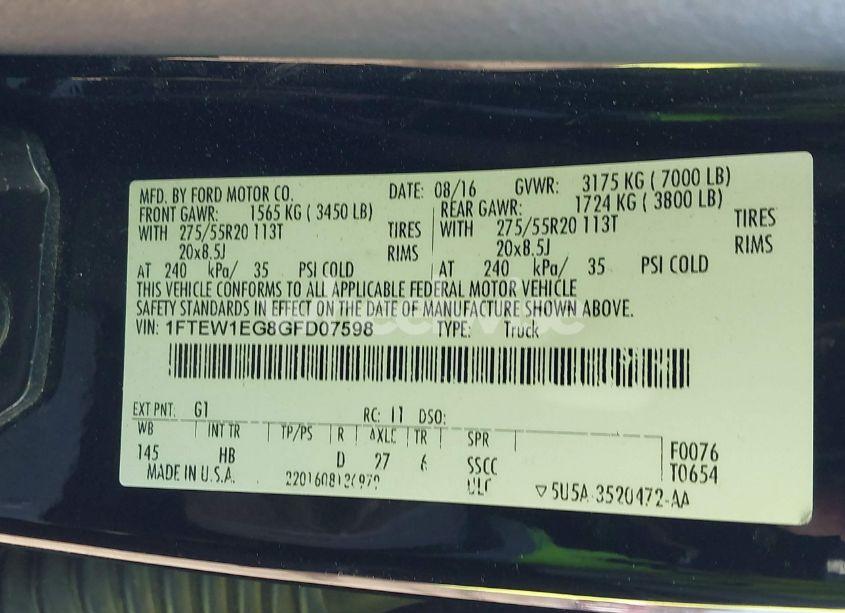 MFD. BY FORD MOTOR CO. DATE: 08/16 GVWR: 3175 KG ( 7000 LB)
FRONT GAWR: 1565 KG ( 3450 LB) REAR GAWR: 1724 KG ( 3800 LB)
WITH 275/55R20 113T TIRES WITH 275/55R20 113T TIRES
20x8.5J RIMS 20x8.5J RIMS
AT 240 kPa/ 35 PSI COLD AT 240 kPa/ 35 PSI COLD
THIS VEHICLE CONFORMS TO ALL APPLICABLE FEDERAL MOTOR VEHICLE
SAFETY STANDARDS IN EFFECT ON THE DATE OF MANUFACTURE SHOWN ABOVE.
VIN: 1FTEW1EG8GFD07598 TYPE: Truck
EXT PNT: G1 RC: 11 DSO:
WB INT TR TP/PS R AXLE TR SPR
145 HB D 27 6 SSCC F0076
MADE IN U.S.A. T0654
▽5U5A-3520472-AA